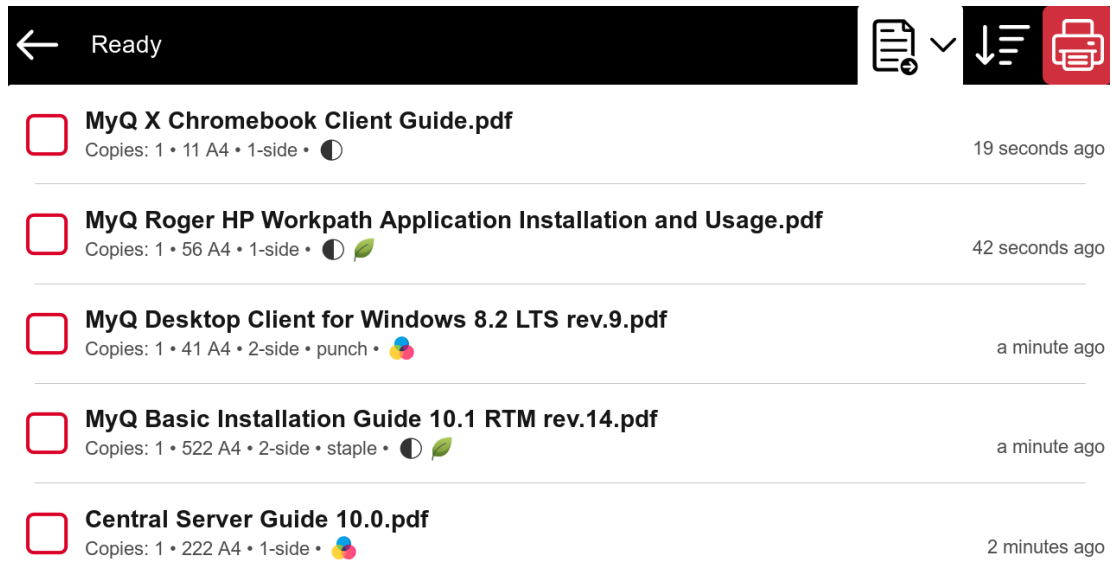 Ready
MyQ X Chromebook Client Guide.pdf
Copies: 1 • 11 A4 • 1-side •
19 seconds ago
MyQ Roger HP Workpath Application Installation and Usage.pdf
Copies: 1 • 56 A4 • 1-side •
42 seconds ago
MyQ Desktop Client for Windows 8.2 LTS rev.9.pdf
Copies: 1 • 41 A4 • 2-side • punch •
a minute ago
MyQ Basic Installation Guide 10.1 RTM rev.14.pdf
Copies: 1 • 522 A4 • 2-side • staple •
a minute ago
Central Server Guide 10.0.pdf
Copies: 1 • 222 A4 • 1-side •
2 minutes ago